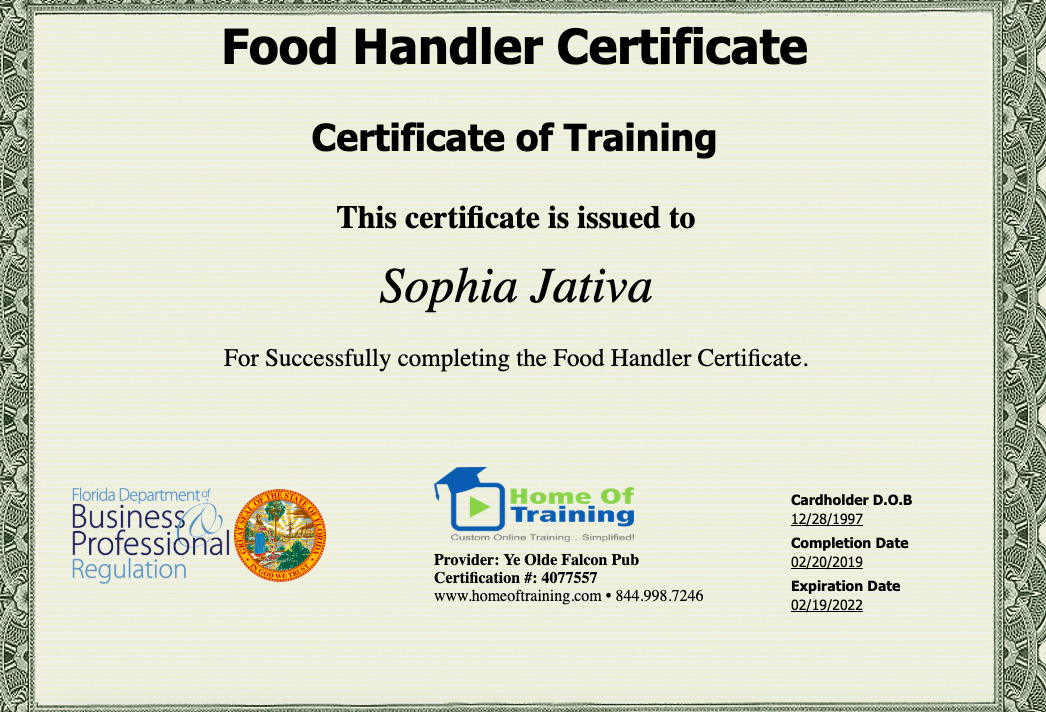 Food Handler Certificate
Certificate of Training
This certificate is issued to
Sophia Jativa
For Successfully completing the Food Handler Certificate.
Florida Department of
Business &
Professional
Regulation
GREAT SEAL OF THE STATE OF FLORIDA
IN GOD WE TRUST
Home Of
Training
Custom Online Training...Simplified!
Provider: Ye Olde Falcon Pub
Certification #: 4077557
www.homeoftraining.com • 844.998.7246
Cardholder D.O.B
12/28/1997
Completion Date
02/20/2019
Expiration Date
02/19/2022